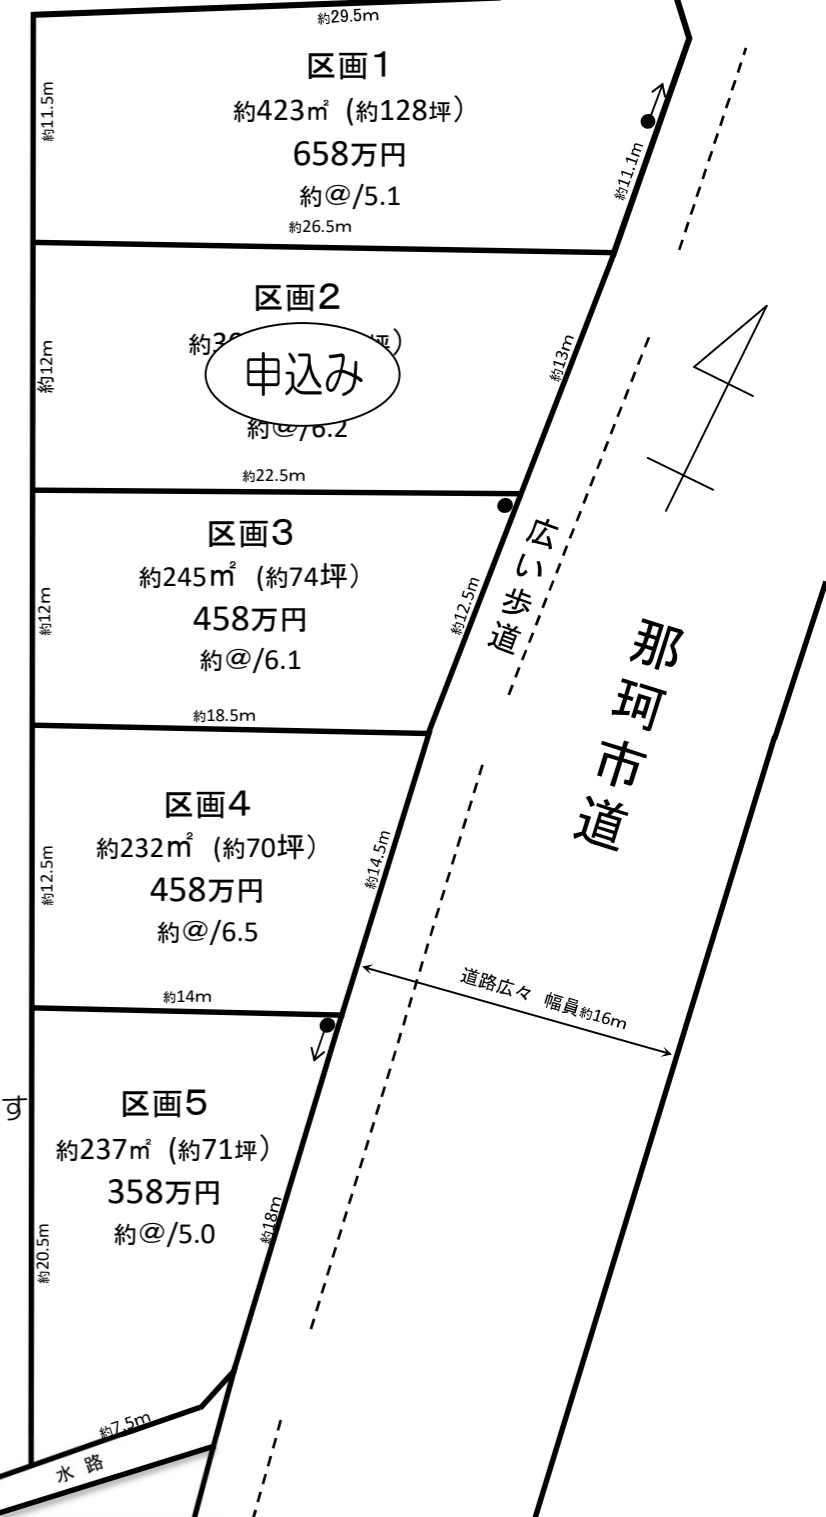 約29.5m
区画1
約11.5m
約423㎡ (約128坪)
658万円
約11.1m
約@/5.1
約26.5m
区画2
約12m
約13m
申込み
約@/6.2
約22.5m
区画3
広い歩道
約245㎡ (約74坪)
458万円
約12m
約12.5m
約@/6.1
那珂市道
約18.5m
区画4
約232㎡ (約70坪)
458万円
約12.5m
約14.5m
約@/6.5
道路広々 幅員約16m
約14m
す
区画5
約237㎡ (約71坪)
358万円
約@/5.0
約18m
約20.5m
約7.5m
水路